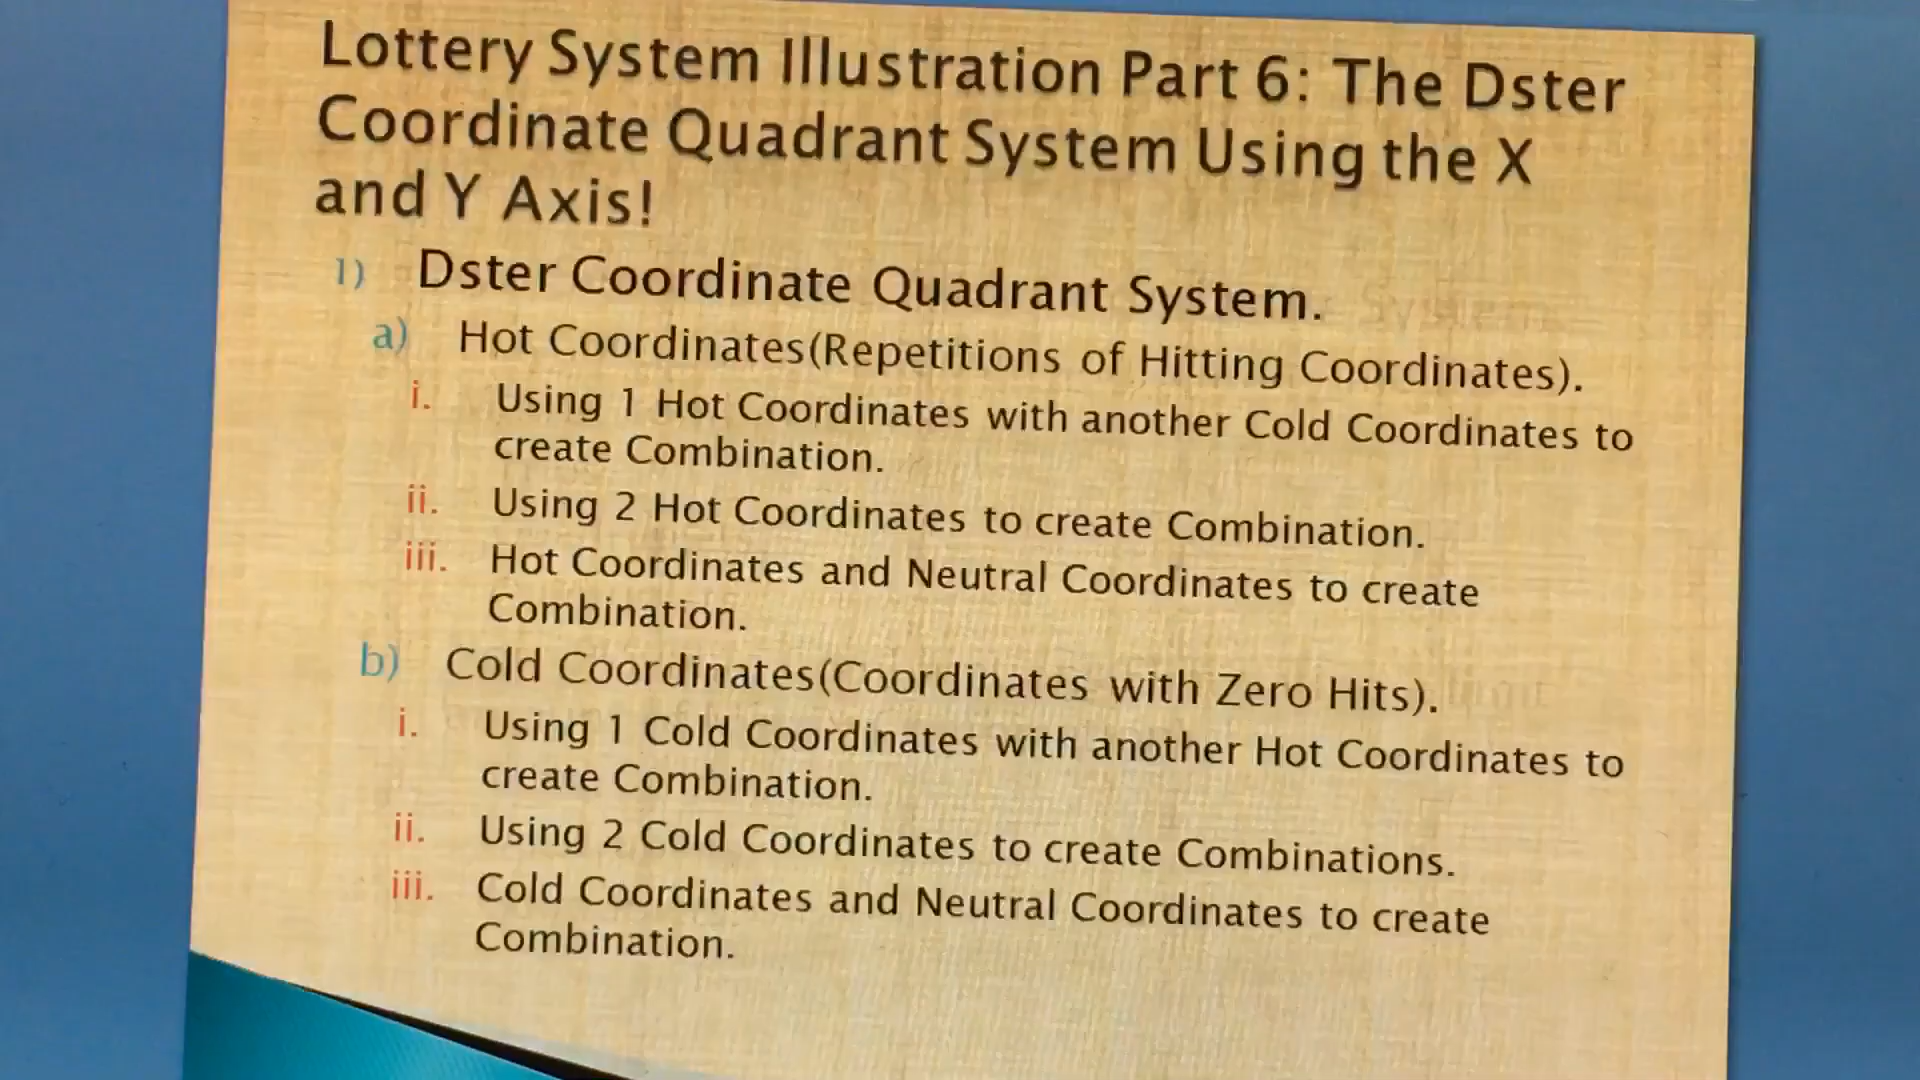 Lottery System Illustration Part 6: The Dster
Coordinate Quadrant System Using the X
and Y Axis!
1) Dster Coordinate Quadrant System.
a) Hot Coordinates(Repetitions of Hitting Coordinates).
i. Using 1 Hot Coordinates with another Cold Coordinates to
create Combination.
ii. Using 2 Hot Coordinates to create Combination.
iii. Hot Coordinates and Neutral Coordinates to create
Combination.
b) Cold Coordinates(Coordinates with Zero Hits).
i. Using 1 Cold Coordinates with another Hot Coordinates to
create Combination.
ii. Using 2 Cold Coordinates to create Combinations.
iii. Cold Coordinates and Neutral Coordinates to create
Combination.